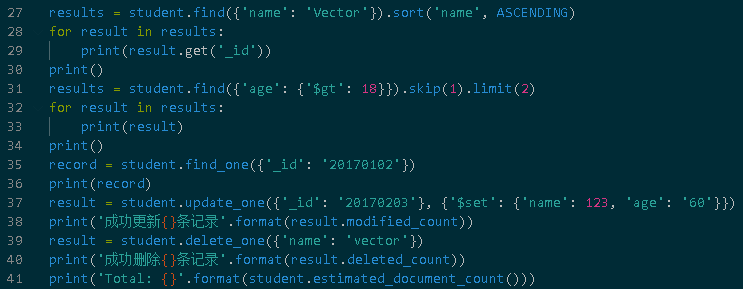 27 results = student.find({'name': 'Vector'}).sort('name', ASCENDING)
28 for result in results:
29     print(result.get('_id'))
30 print()
31 results = student.find({'age': {'$gt': 18}}).skip(1).limit(2)
32 for result in results:
33     print(result)
34 print()
35 record = student.find_one({'_id': '20170102'})
36 print(record)
37 result = student.update_one({'_id': '20170203'}, {'$set': {'name': 123, 'age': '60'}})
38 print('成功更新{}条记录'.format(result.modified_count))
39 result = student.delete_one({'name': 'vector'})
40 print('成功删除{}条记录'.format(result.deleted_count))
41 print('Total: {}'.format(student.estimated_document_count()))